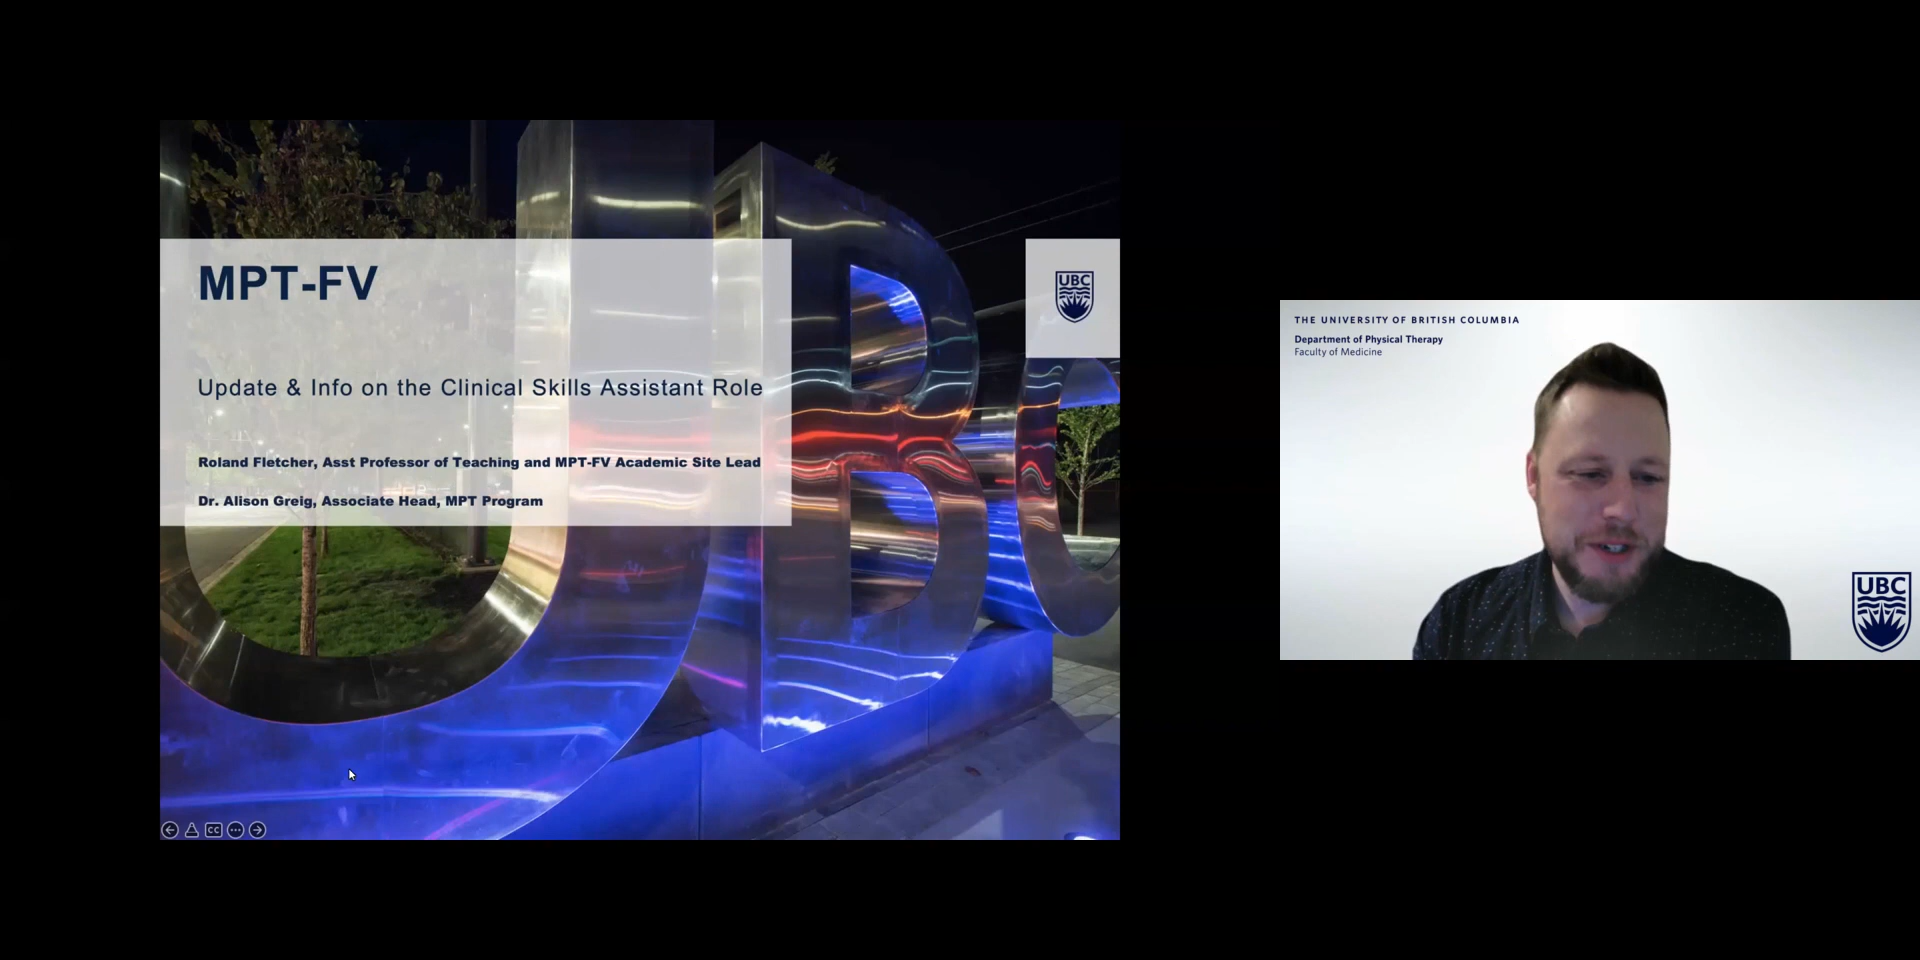 MPT-FV
UBC
Update & Info on the Clinical Skills Assistant Role
Roland Fletcher, Asst Professor of Teaching and MPT-FV Academic Site Lead
Dr. Alison Greig, Associate Head, MPT Program
CC
THE UNIVERSITY OF BRITISH COLUMBIA
Department of Physical Therapy
Faculty of Medicine
UBC